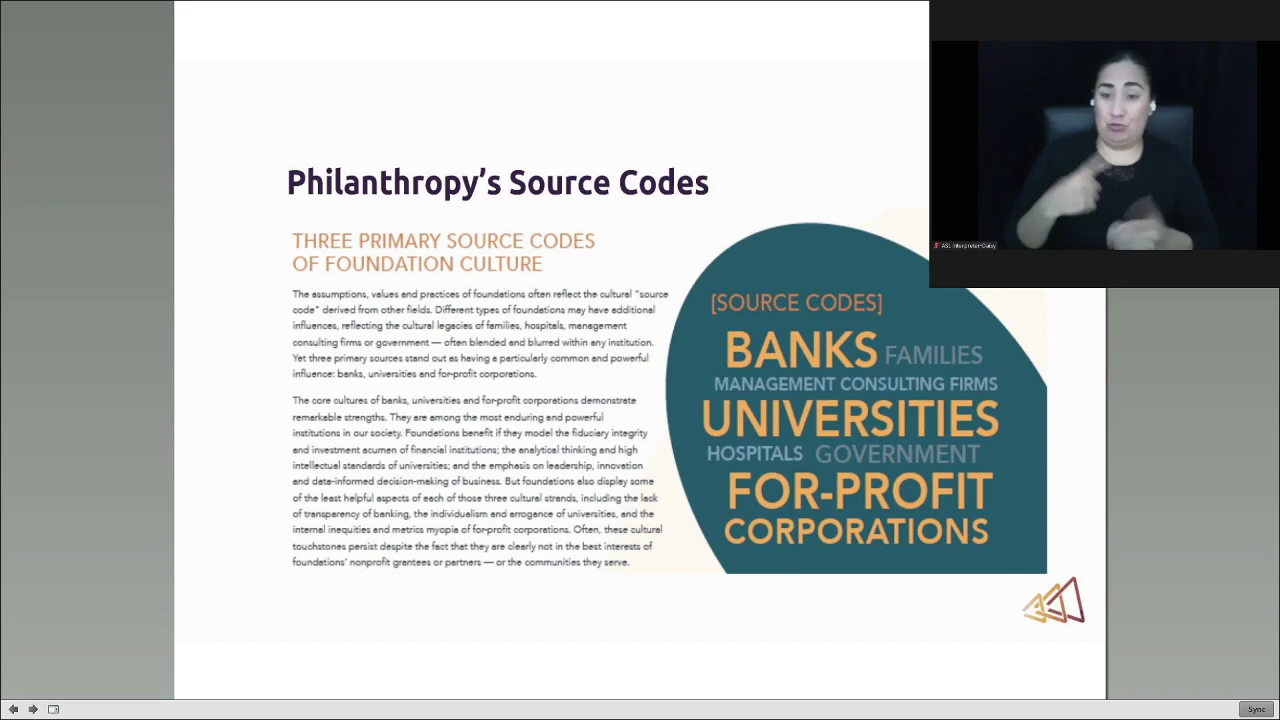 Philanthropy's Source Codes
THREE PRIMARY SOURCE CODES
OF FOUNDATION CULTURE
The assumptions, values and practices of foundations often reflect the cultural "source
code" derived from other fields. Different types of foundations may have additional
influences, reflecting the cultural legacies of families, hospitals, management
consulting firms or government — often blended and blurred within any institution.
Yet three primary sources stand out as having a particularly common and powerful
influence: banks, universities and for-profit corporations.
The core cultures of banks, universities and for-profit corporations demonstrate
remarkable strengths. They are among the most enduring and powerful
institutions in our society. Foundations benefit if they model the fiduciary integrity
and investment acumen of financial institutions; the analytical thinking and high
intellectual standards of universities; and the emphasis on leadership, innovation
and data-informed decision-making of business. But foundations also display some
of the least helpful aspects of each of those three cultural strands, including the lack
of transparency of banking, the individualism and arrogance of universities, and the
internal inequities and metrics myopia of for-profit corporations. Often, these cultural
touchstones persist despite the fact that they are clearly not in the best interests of
foundations' nonprofit grantees or partners — or the communities they serve.
[SOURCE CODES]
BANKS FAMILIES
MANAGEMENT CONSULTING FIRMS
UNIVERSITIES
HOSPITALS GOVERNMENT
FOR-PROFIT
CORPORATIONS
ASL Interpreter-Daisy
Sync